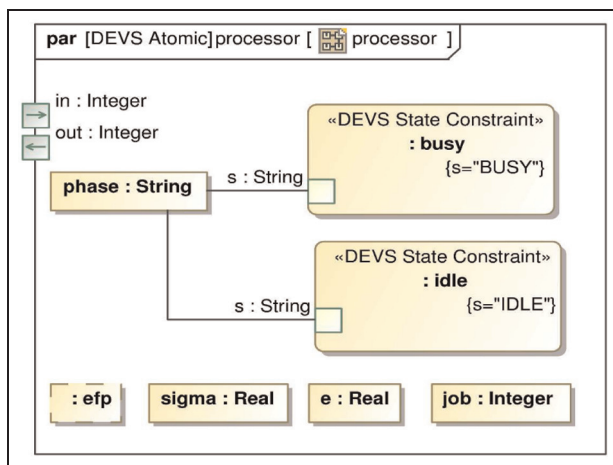 par [DEVS Atomic]processor [ processor ]
in : Integer
out : Integer
«DEVS State Constraint»
: busy
{s="BUSY"}
s : String
phase : String
«DEVS State Constraint»
: idle
{s="IDLE"}
s : String
: efp
sigma : Real
e : Real
job : Integer